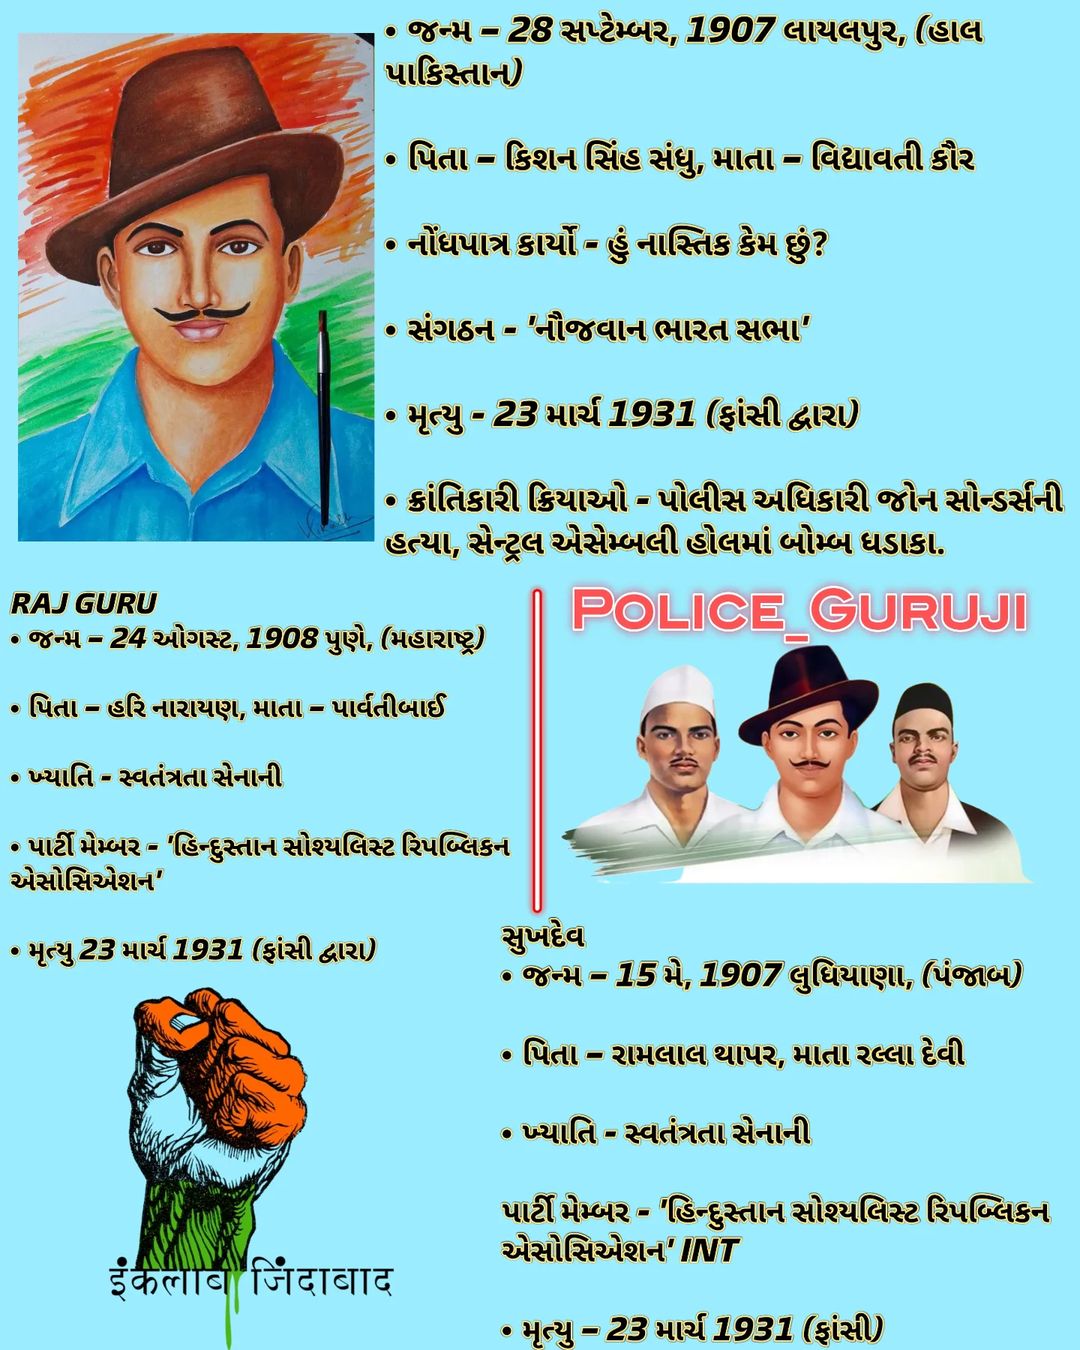 • જન્મ – 28 સપ્ટેમ્બર, 1907 લાયલપુર, (હાલ
પાકિસ્તાન)
• પિતા – કિશન સિંહ સંધુ, માતા – વિદ્યાવતી કૌર
• નોંધપાત્ર કાર્યો - હું નાસ્તિક કેમ છું?
• સંગઠન - 'નૌજવાન ભારત સભા'
• મૃત્યુ - 23 માર્ચ 1931 (ફાંસી દ્વારા)
• ક્રાંતિકારી ક્રિયાઓ - પોલીસ અધિકારી જોન સોન્ડર્સની
હત્યા, સેન્ટ્રલ એસેમ્બલી હોલમાં બોમ્બ ધડાકા.
RAJ GURU
• જન્મ – 24 ઓગસ્ટ, 1908 પુણે, (મહારાષ્ટ્ર)
• પિતા – હરિ નારાયણ, માતા – પાર્વતીબાઈ
• ખ્યાતિ - સ્વતંત્રતા સેનાની
• પાર્ટી મેમ્બર - 'હિન્દુસ્તાન સોશ્યલિસ્ટ રિપબ્લિકન
એસોસિએશન'
• મૃત્યુ 23 માર્ચ 1931 (ફાંસી દ્વારા)
इंकलाब जिंदाबाद
POLICE_GURUJI
સુખદેવ
• જન્મ – 15 મે, 1907 લુધિયાણા, (પંજાબ)
• પિતા – રામલાલ થાપર, માતા રલ્લા દેવી
• ખ્યાતિ - સ્વતંત્રતા સેનાની
પાર્ટી મેમ્બર - 'હિન્દુસ્તાન સોશ્યલિસ્ટ રિપબ્લિકન
એસોસિએશન' INT
• મૃત્યુ – 23 માર્ચ 1931 (ફાંસી)